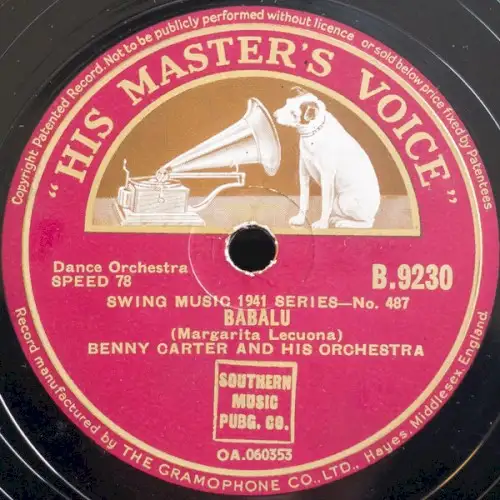 Copyright Patented Record. Not to be publicly performed without licence or sold below price fixed by Patentees.
"HIS MASTER'S VOICE"
Dance Orchestra
SPEED 78
B.9230
SWING MUSIC 1941 SERIES—No. 487
BABALU
(Margarita Lecuona)
BENNY CARTER AND HIS ORCHESTRA
SOUTHERN
MUSIC
PUBG. CO.
OA.060353
Record manufactured by THE GRAMOPHONE CO., LTD., Hayes, Middlesex, England.